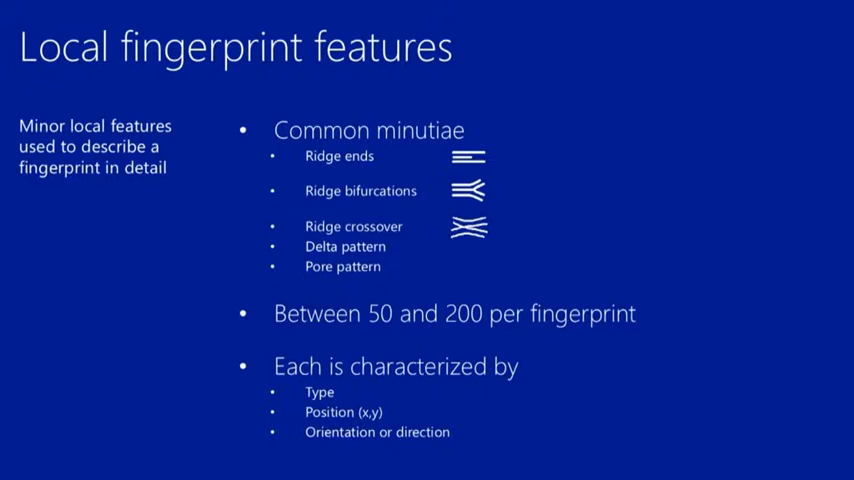 Local fingerprint features
Minor local features
used to describe a
fingerprint in detail
• Common minutiae
• Ridge ends
• Ridge bifurcations
• Ridge crossover
• Delta pattern
• Pore pattern
• Between 50 and 200 per fingerprint
• Each is characterized by
• Type
• Position (x,y)
• Orientation or direction